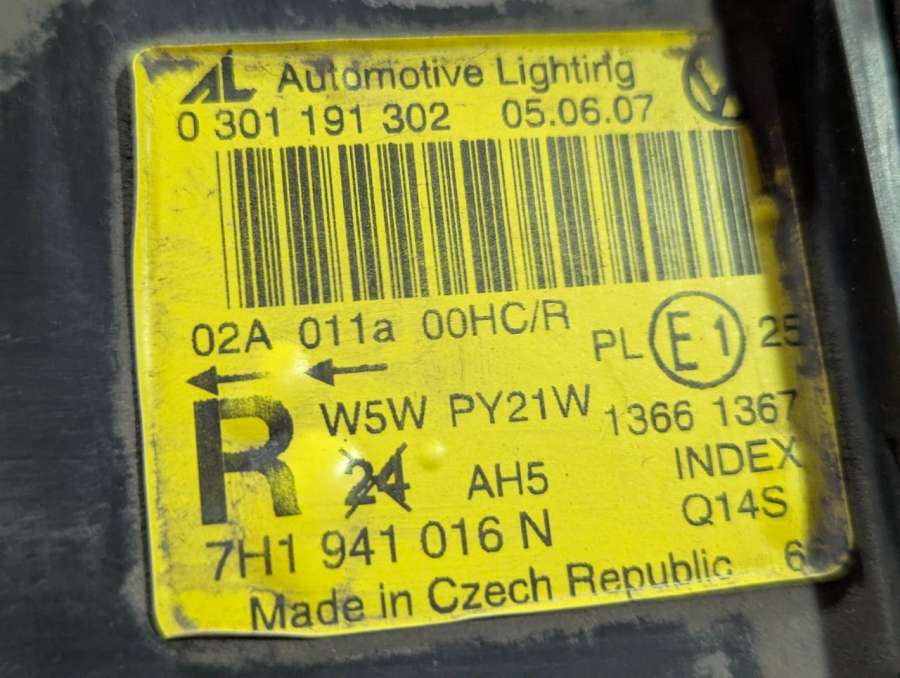 AL Automotive Lighting
0 301 191 302 05.06.07
02A 011a 00HC/R PL E1 25
R W5W PY21W 1366 1367
24 AH5 INDEX
Q14S
7H1 941 016 N
Made in Czech Republic